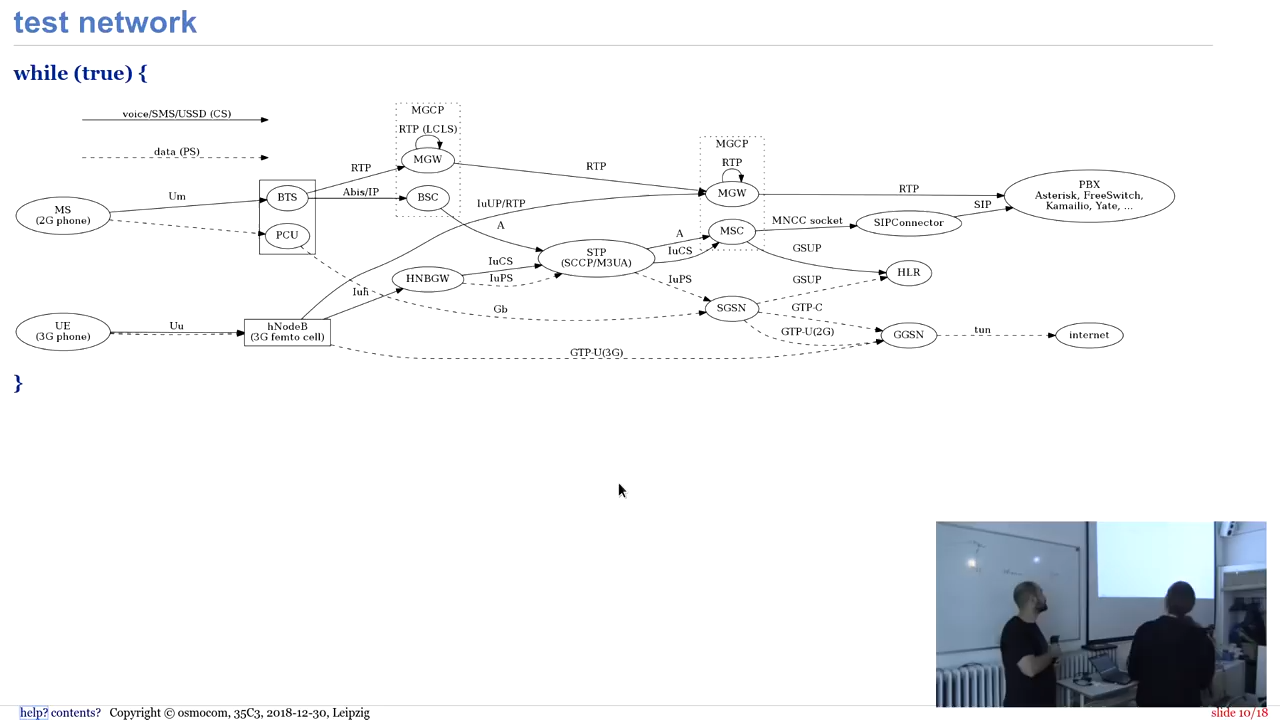 test network
while (true) {
voice/SMS/USSD (CS)
data (PS)
MGCP
RTP (LCLS)
MGW
RTP
RTP
MGCP
RTP
MGW
RTP
PBX
Asterisk, FreeSwitch,
Kamailio, Yate, ...
MS
(2G phone)
Um
BTS
Abis/IP
BSC
IuUP/RTP
A
PCU
STP
(SCCP/M3UA)
A
IuCS
MSC
MNCC socket
SIPConnector
SIP
GSUP
HNBGW
IuCS
IuPS
IuPS
GSUP
HLR
Iuh
Gb
SGSN
GTP-C
GTP-U(2G)
GGSN
tun
internet
UE
(3G phone)
Uu
hNodeB
(3G femto cell)
GTP-U(3G)
}
help? contents? Copyright © osmocom, 35C3, 2018-12-30, Leipzig
slide 10/18